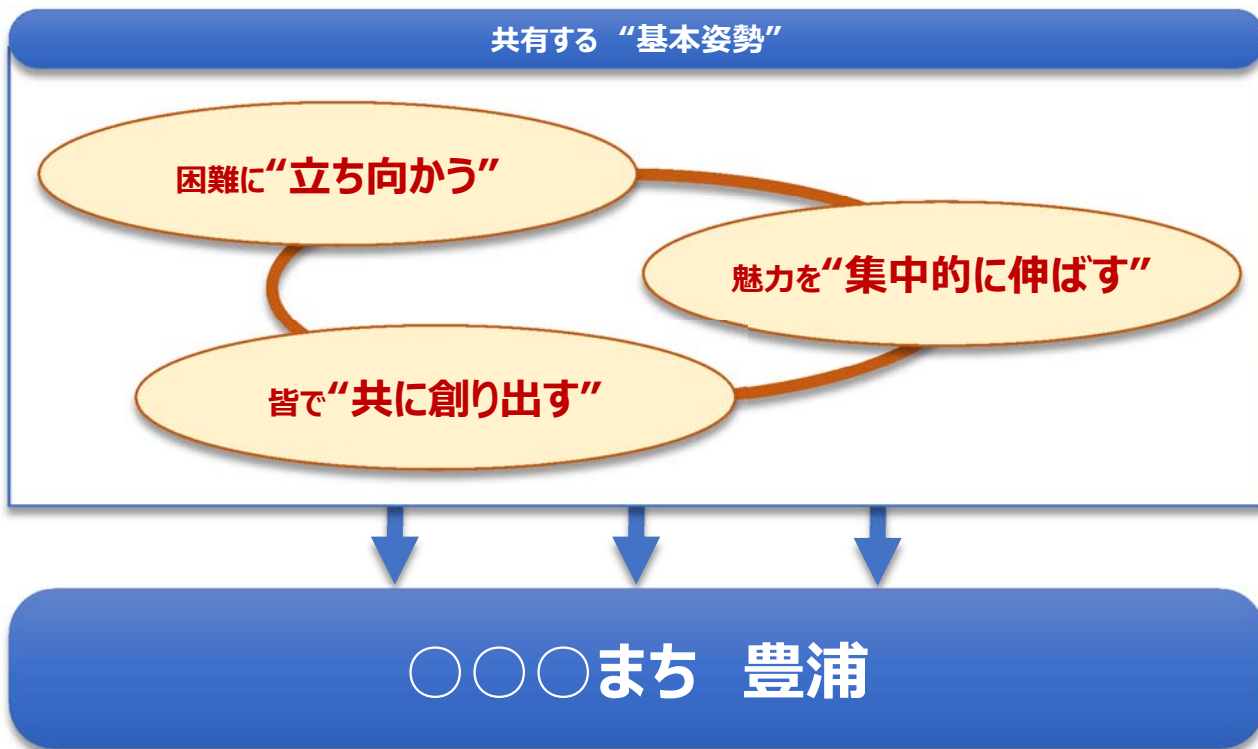 共有する “基本姿勢”
困難に“立ち向かう”
魅力を“集中的に伸ばす”
皆で“共に創り出す”
○○○まち 豊浦